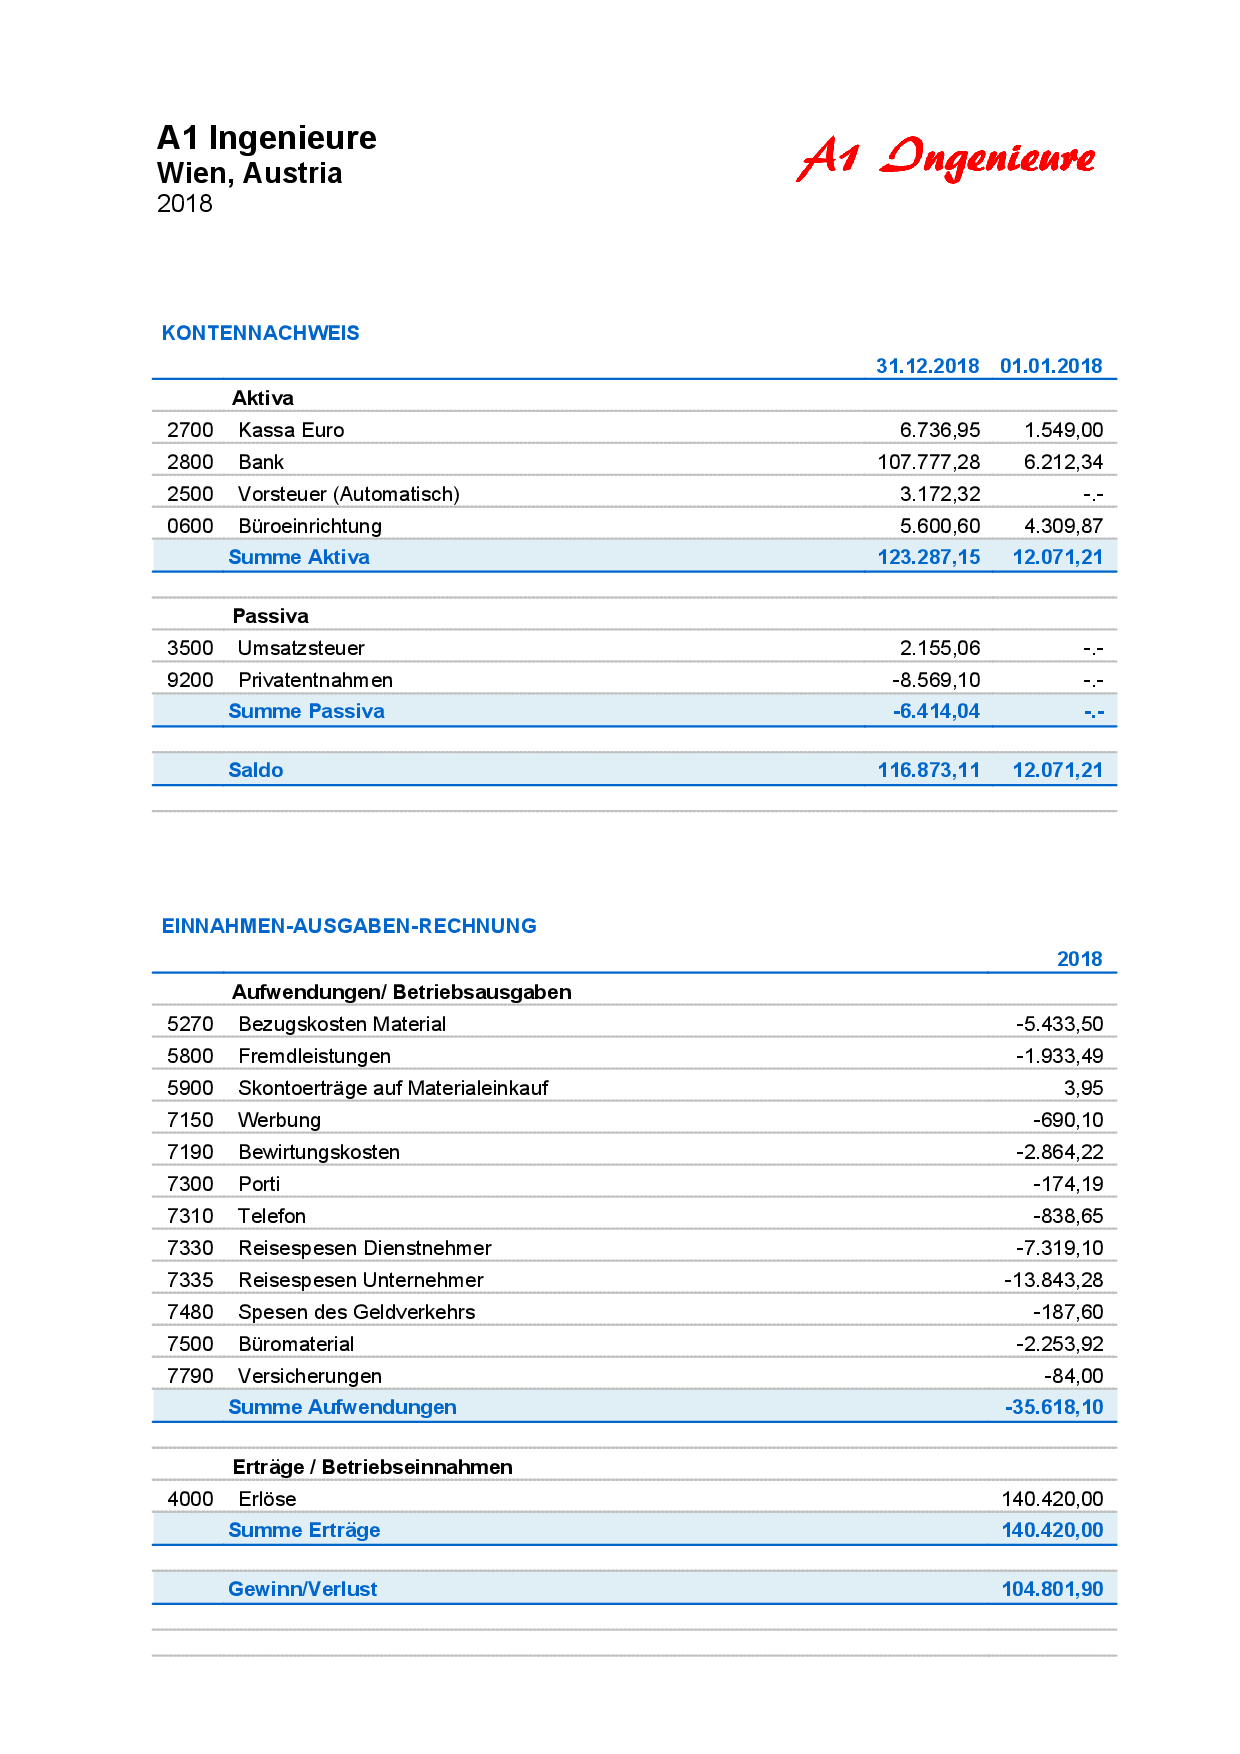 A1 Ingenieure
Wien, Austria
2018
A1 Ingenieure
KONTENNACHWEIS
31.12.2018 01.01.2018
Aktiva
2700 Kassa Euro 6.736,95 1.549,00
2800 Bank 107.777,28 6.212,34
2500 Vorsteuer (Automatisch) 3.172,32 -.-
0600 Büroeinrichtung 5.600,60 4.309,87
Summe Aktiva 123.287,15 12.071,21
Passiva
3500 Umsatzsteuer 2.155,06 -.-
9200 Privatentnahmen -8.569,10 -.-
Summe Passiva -6.414,04 -.-
Saldo 116.873,11 12.071,21
EINNAHMEN-AUSGABEN-RECHNUNG
2018
Aufwendungen/ Betriebsausgaben
5270 Bezugskosten Material -5.433,50
5800 Fremdleistungen -1.933,49
5900 Skontoerträge auf Materialeinkauf 3,95
7150 Werbung -690,10
7190 Bewirtungskosten -2.864,22
7300 Porti -174,19
7310 Telefon -838,65
7330 Reisespesen Dienstnehmer -7.319,10
7335 Reisespesen Unternehmer -13.843,28
7480 Spesen des Geldverkehrs -187,60
7500 Büromaterial -2.253,92
7790 Versicherungen -84,00
Summe Aufwendungen -35.618,10
Erträge / Betriebseinnahmen
4000 Erlöse 140.420,00
Summe Erträge 140.420,00
Gewinn/Verlust 104.801,90